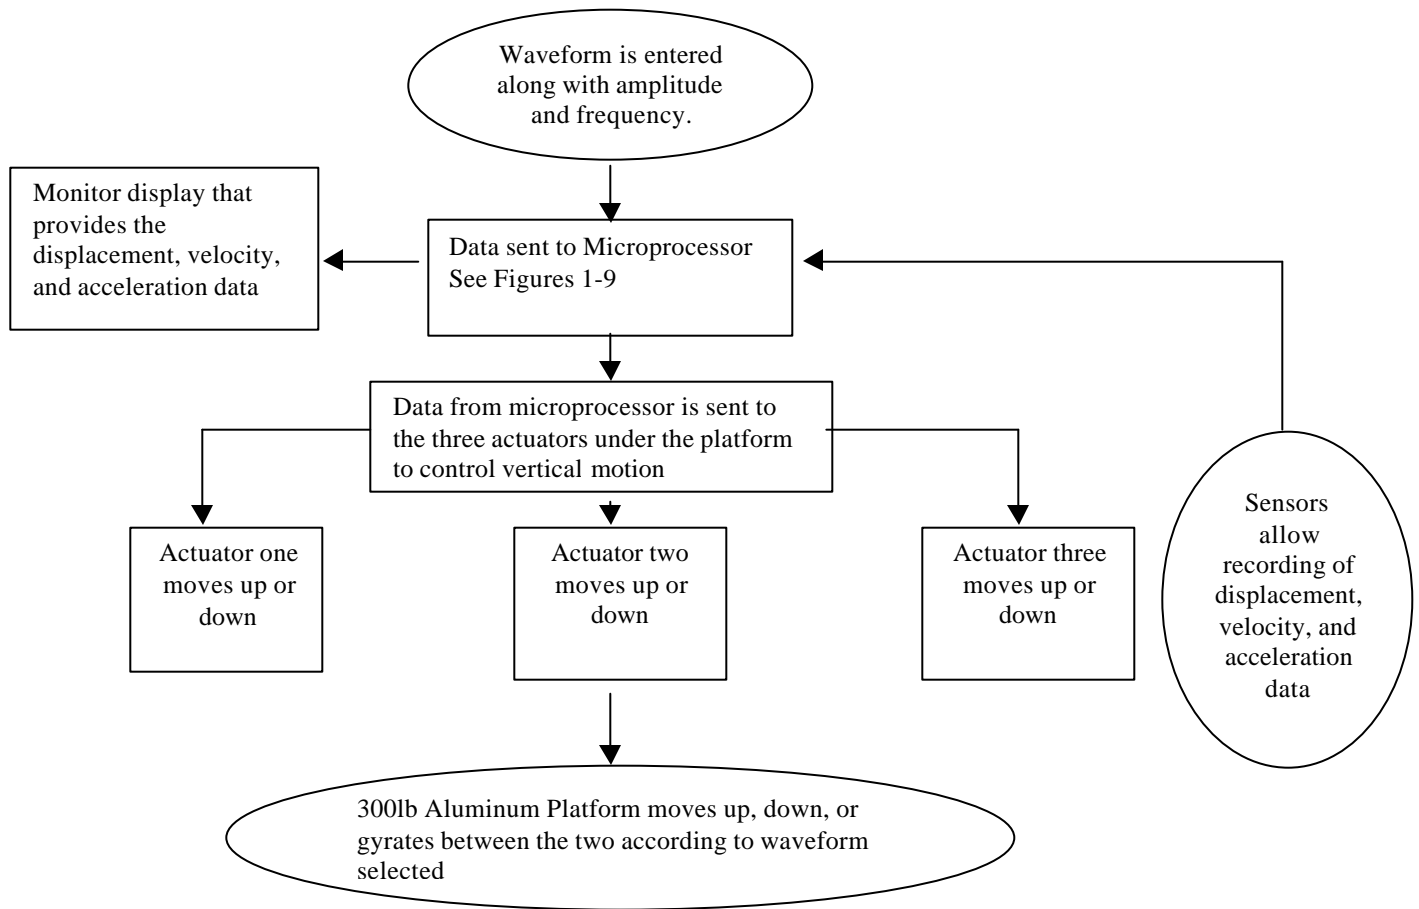 Waveform is entered
along with amplitude
and frequency.
Monitor display that
provides the
displacement, velocity,
and acceleration data
Data sent to Microprocessor
See Figures 1-9
Data from microprocessor is sent to
the three actuators under the platform
to control vertical motion
Actuator one
moves up or
down
Actuator two
moves up or
down
Actuator three
moves up or
down
Sensors
allow
recording of
displacement,
velocity, and
acceleration
data
300lb Aluminum Platform moves up, down, or
gyrates between the two according to waveform
selected